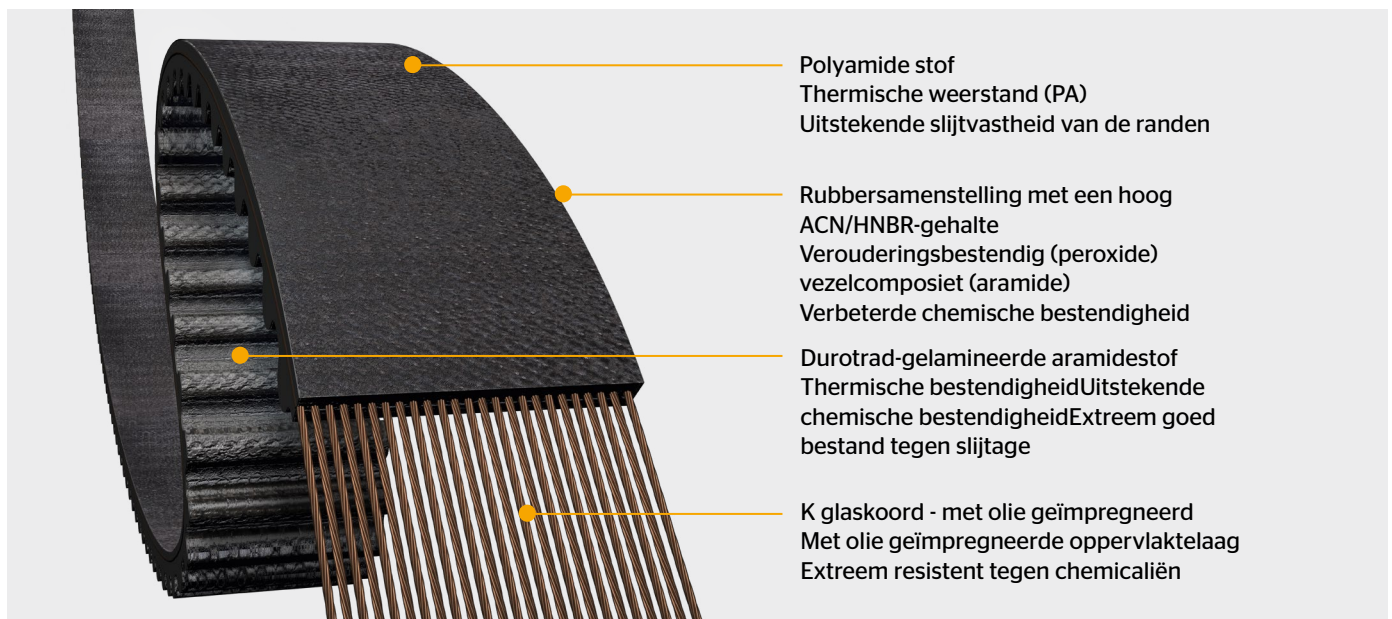 Polyamide stof
Thermische weerstand (PA)
Uitstekende slijtvastheid van de randen
Rubbersamenstelling met een hoog
ACN/HNBR-gehalte
Verouderingsbestendig (peroxide)
vezelcomposiet (aramide)
Verbeterde chemische bestendigheid
Durotrad-gelamineerde aramidestof
Thermische bestendigheidUitstekende
chemische bestendigheidExtreem goed
bestand tegen slijtage
K glaskoord - met olie geïmpregneerd
Met olie geïmpregneerde oppervlaktelaag
Extreem resistent tegen chemicaliën